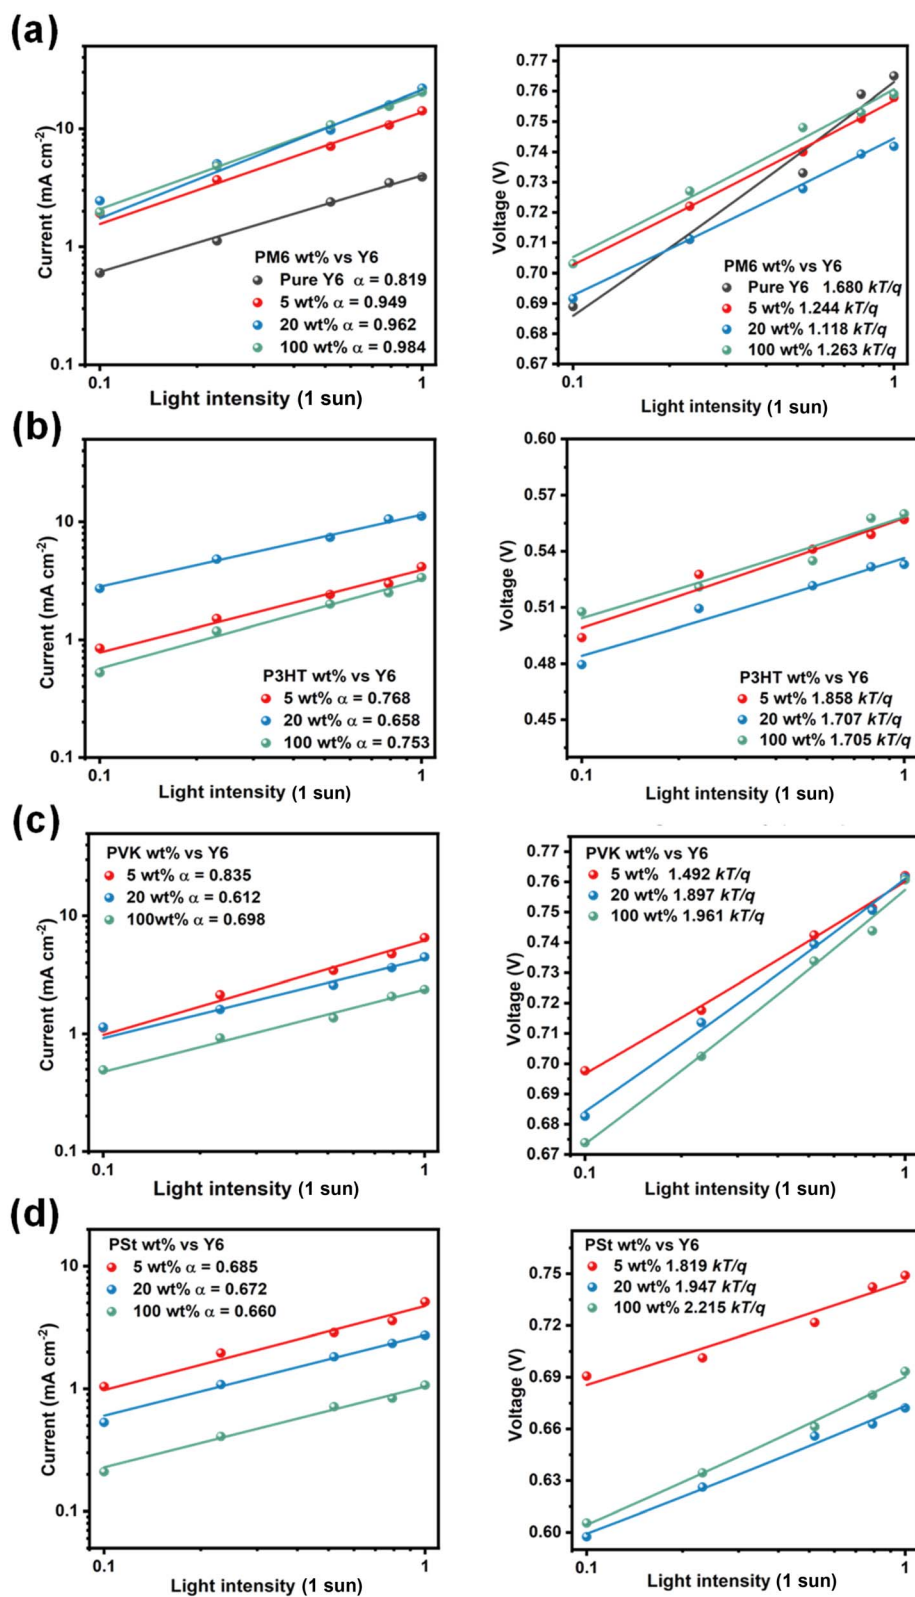 (a)
Current (mA cm-2)
10
1
0.1
PM6 wt% vs Y6
Pure Y6 α = 0.819
5 wt% α = 0.949
20 wt% α = 0.962
100 wt% α = 0.984
0.1 1
Light intensity (1 sun)
Voltage (V)
0.76
0.75
0.74
0.73
0.72
0.71
0.70
0.69
0.68
0.67
PM6 wt% vs Y6
Pure Y6 1.680 kT/q
5 wt% 1.244 kT/q
20 wt% 1.118 kT/q
100 wt% 1.263 kT/q
0.1 1
Light intensity (1 sun)
(b)
Current (mA cm-2)
10
1
0.1
P3HT wt% vs Y6
5 wt% α = 0.768
20 wt% α = 0.658
100 wt% α = 0.753
0.1 1
Light intensity (1 sun)
Voltage (V)
0.60
0.57
0.54
0.51
0.48
0.45
P3HT wt% vs Y6
5 wt% 1.858 kT/q
20 wt% 1.707 kT/q
100 wt% 1.705 kT/q
0.1 1
Light intensity (1 sun)
(c)
Current (mA cm-2)
10
1
0.1
PVK wt% vs Y6
5 wt% α = 0.835
20 wt% α = 0.612
100wt% α = 0.698
0.1 1
Light intensity (1 sun)
Voltage (V)
0.77
0.76
0.75
0.74
0.73
0.72
0.71
0.70
0.69
0.68
0.67
PVK wt% vs Y6
5 wt% 1.492 kT/q
20 wt% 1.897 kT/q
100 wt% 1.961 kT/q
0.1 1
Light intensity (1 sun)
(d)
Current (mA cm-2)
10
1
0.1
PSt wt% vs Y6
5 wt% α = 0.685
20 wt% α = 0.672
100 wt% α = 0.660
0.1 1
Light intensity (1 sun)
Voltage (V)
0.75
0.72
0.69
0.66
0.63
0.60
PSt wt% vs Y6
5 wt% 1.819 kT/q
20 wt% 1.947 kT/q
100 wt% 2.215 kT/q
0.1 1
Light intensity (1 sun)